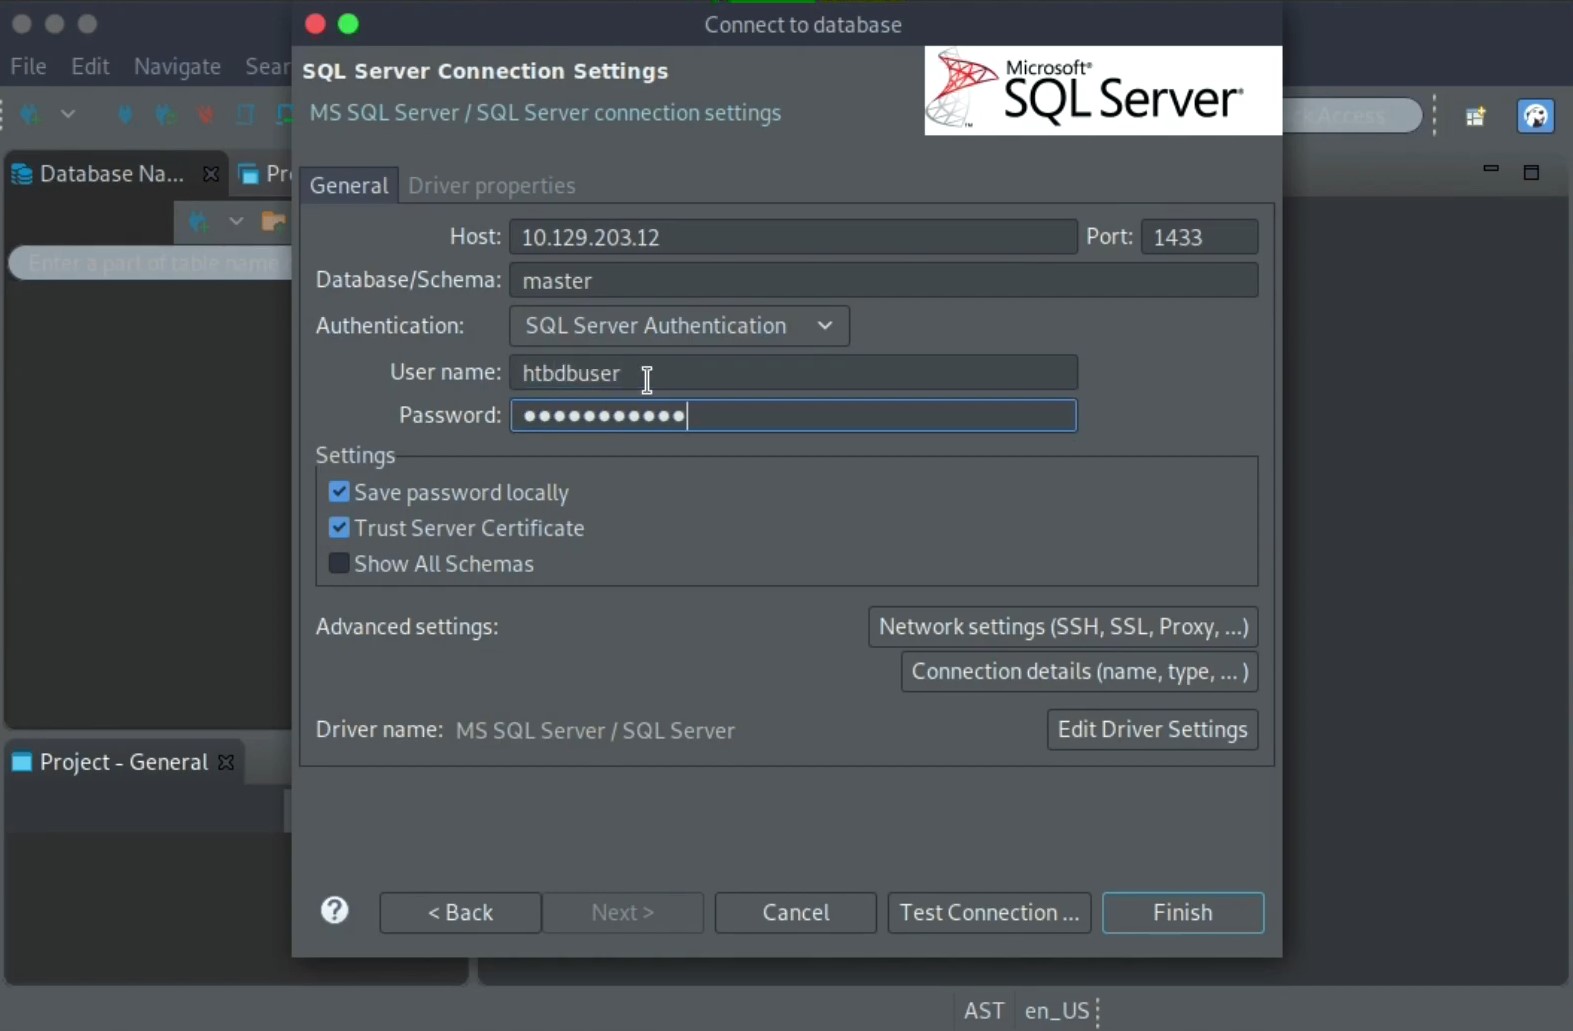 Connect to database
File Edit Navigate Sear
SQL Server Connection Settings
MS SQL Server / SQL Server connection settings
Microsoft®
SQL Server®
™
Access
Database Na...
Pr
Enter a part of table name
General Driver properties
Host: 10.129.203.12 Port: 1433
Database/Schema: master
Authentication: SQL Server Authentication
User name: htbdbuser
Password: ●●●●●●●●●●●
Settings
Save password locally
Trust Server Certificate
Show All Schemas
Advanced settings: Network settings (SSH, SSL, Proxy, ...)
Connection details (name, type, ... )
Driver name: MS SQL Server / SQL Server Edit Driver Settings
Project - General
? < Back Next > Cancel Test Connection ... Finish
AST en_US